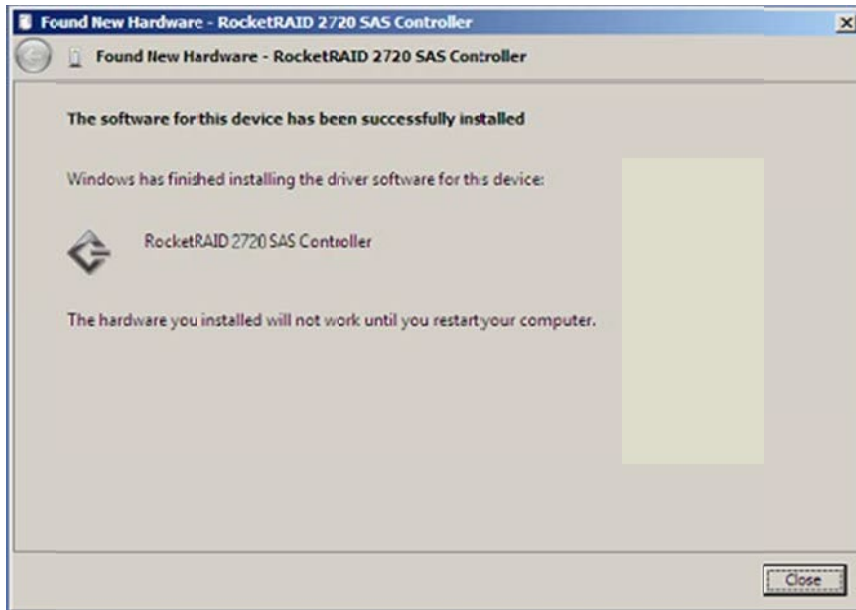 Found New Hardware - RocketRAID 2720 SAS Controller
Found New Hardware - RocketRAID 2720 SAS Controller
The software for this device has been successfully installed
Windows has finished installing the driver software for this device:
RocketRAID 2720 SAS Controller
The hardware you installed will not work until you restart your computer.
Close